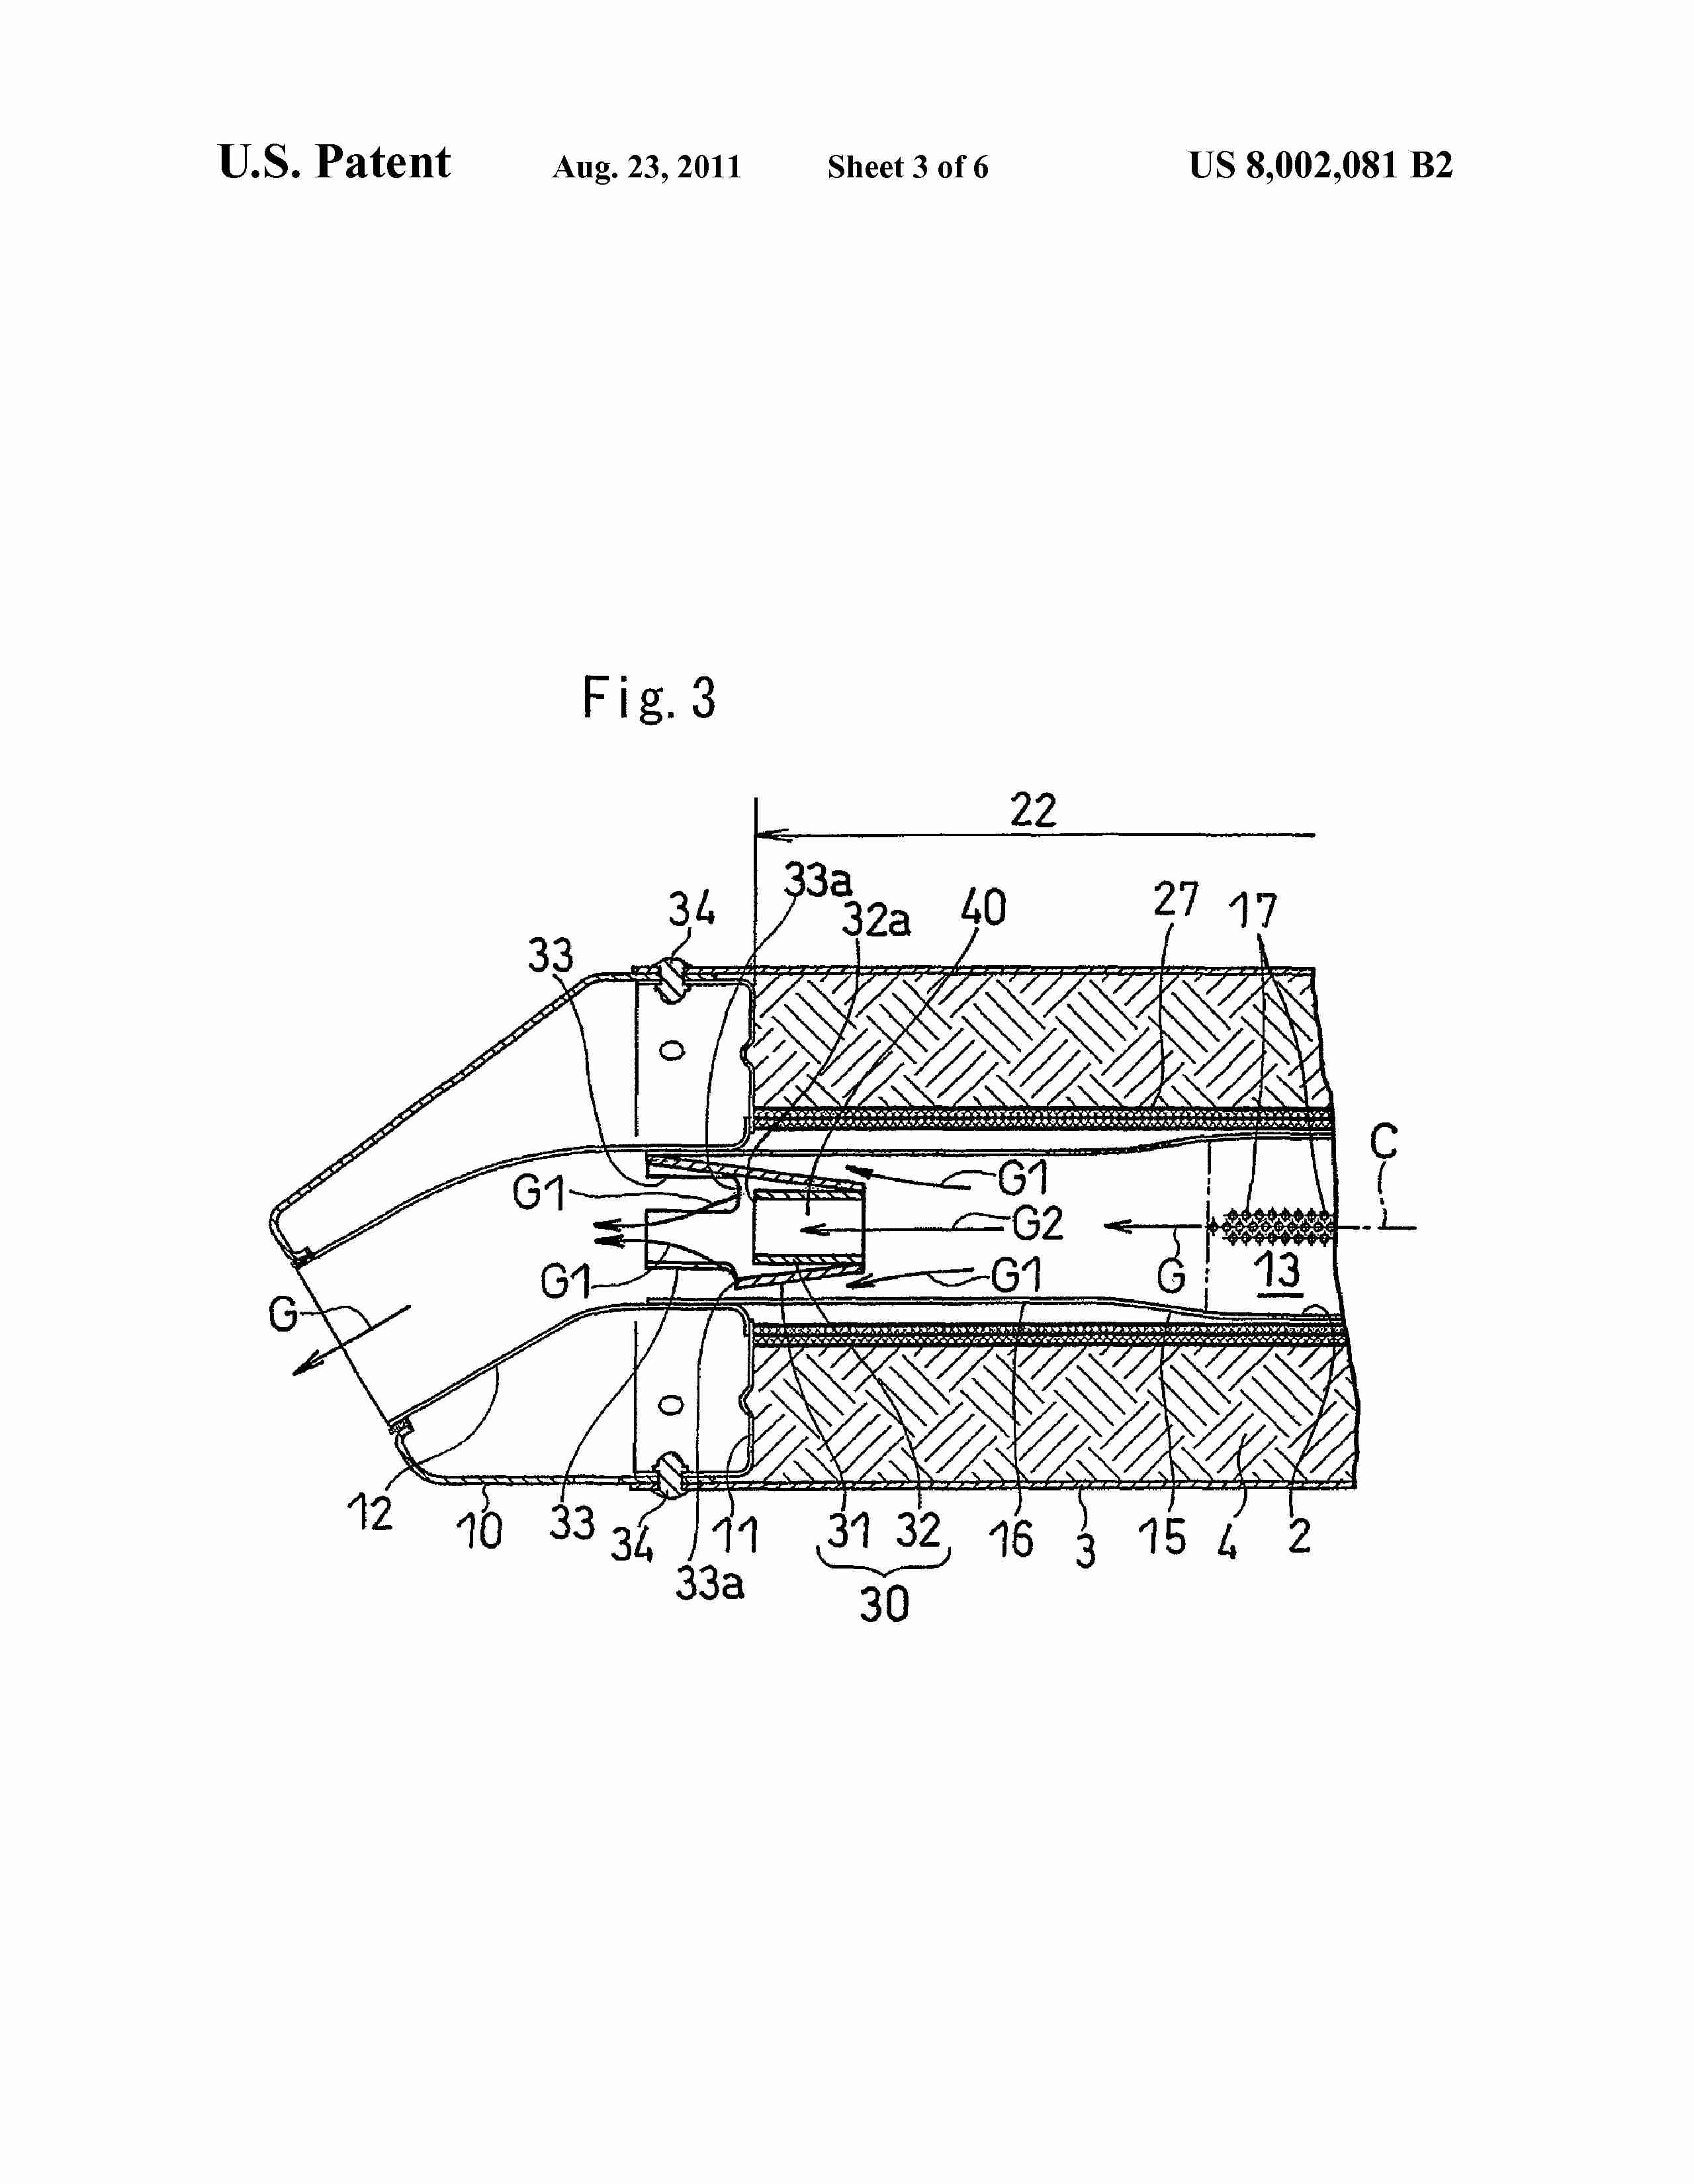 U.S. Patent Aug. 23, 2011 Sheet 3 of 6 US 8,002,081 B2
Fig. 3
22
33a
34 32a 40 27 17
33
C
G1 G1
G2
G1 G1 G 13
G
12 10 33 34 11 31 32 16 3 15 4 2
33a 30